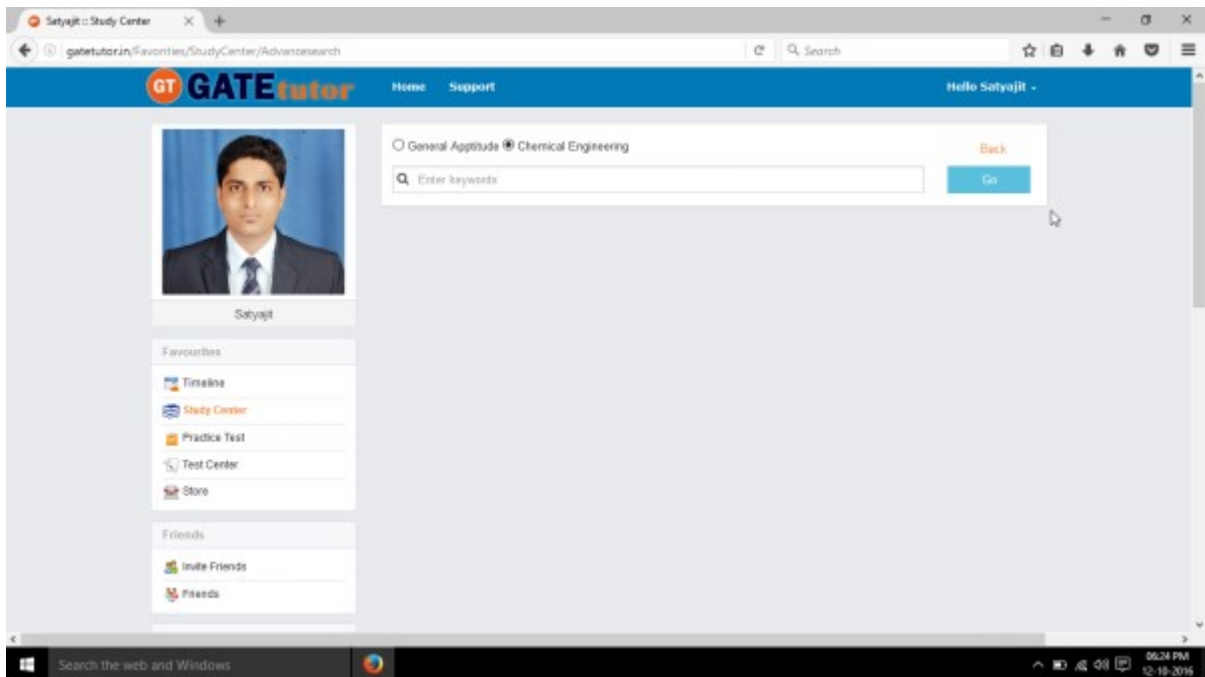 Satyajit :: Study Center
gatetutor.in/Favorities/StudyCenter/Advancesearch
Search
GT GATEtutor
Home Support
Hello Satyajit
General Apptitude Chemical Engineering
Back
Enter keywords
Go
Satyajit
Favourites
Timeline
Study Center
Practice Test
Test Center
Store
Friends
Invite Friends
Friends
Search the web and Windows
06:24 PM
12-10-2016